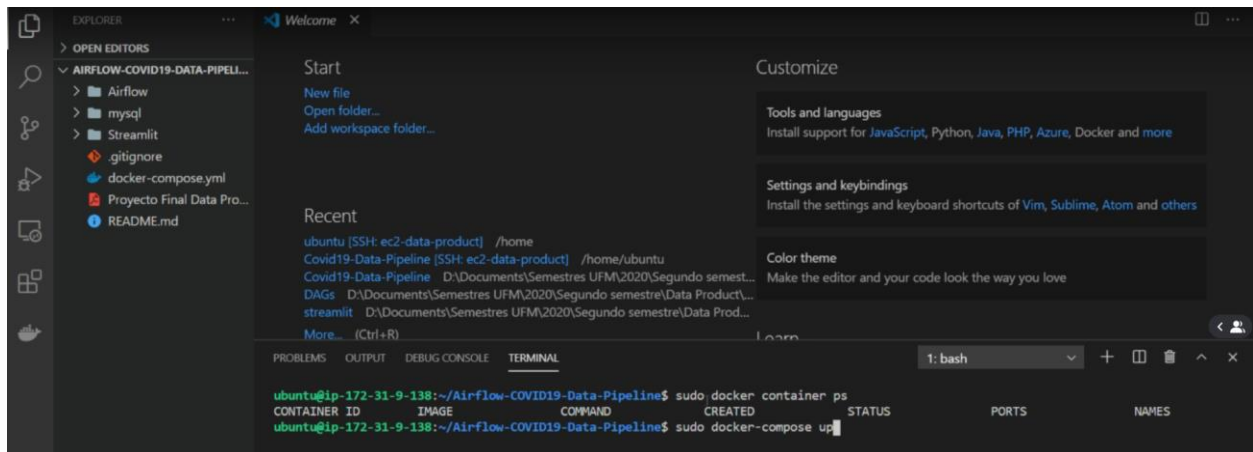 EXPLORER ...
OPEN EDITORS
AIRFLOW-COVID19-DATA-PIPELI...
Airflow
mysql
Streamlit
.gitignore
docker-compose.yml
Proyecto Final Data Pro...
README.md
Welcome
Start
New file
Open folder...
Add workspace folder...
Recent
ubuntu [SSH: ec2-data-product] /home
Covid19-Data-Pipeline [SSH: ec2-data-product] /home/ubuntu
Covid19-Data-Pipeline D:\Documents\Semestres UFM\2020\Segundo semest...
DAGs D:\Documents\Semestres UFM\2020\Segundo semestre\Data Product\...
streamlit D:\Documents\Semestres UFM\2020\Segundo semestre\Data Prod...
More... (Ctrl+R)
Customize
Tools and languages
Install support for JavaScript, Python, Java, PHP, Azure, Docker and more
Settings and keybindings
Install the settings and keyboard shortcuts of Vim, Sublime, Atom and others
Color theme
Make the editor and your code look the way you love
Learn
PROBLEMS OUTPUT DEBUG CONSOLE TERMINAL 1: bash
ubuntu@ip-172-31-9-138:~/Airflow-COVID19-Data-Pipeline$ sudo docker container ps
CONTAINER ID IMAGE COMMAND CREATED STATUS PORTS NAMES
ubuntu@ip-172-31-9-138:~/Airflow-COVID19-Data-Pipeline$ sudo docker-compose up